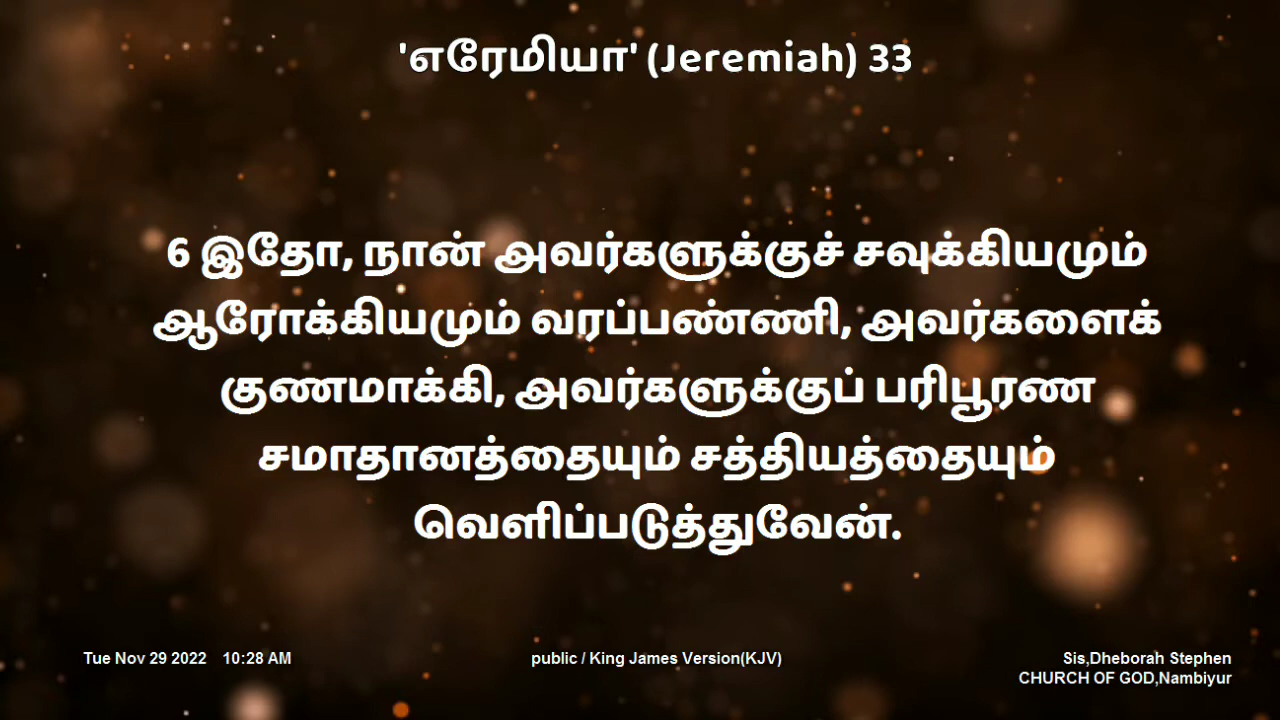 'எரேமியா' (Jeremiah) 33
6 இதோ, நான் அவர்களுக்குச் சவுக்கியமும்
ஆரோக்கியமும் வரப்பண்ணி, அவர்களைக்
குணமாக்கி, அவர்களுக்குப் பரிபூரண
சமாதானத்தையும் சத்தியத்தையும்
வெளிப்படுத்துவேன்.
Tue Nov 29 2022 10:28 AM
public / King James Version(KJV)
Sis,Dheborah Stephen
CHURCH OF GOD,Nambiyur